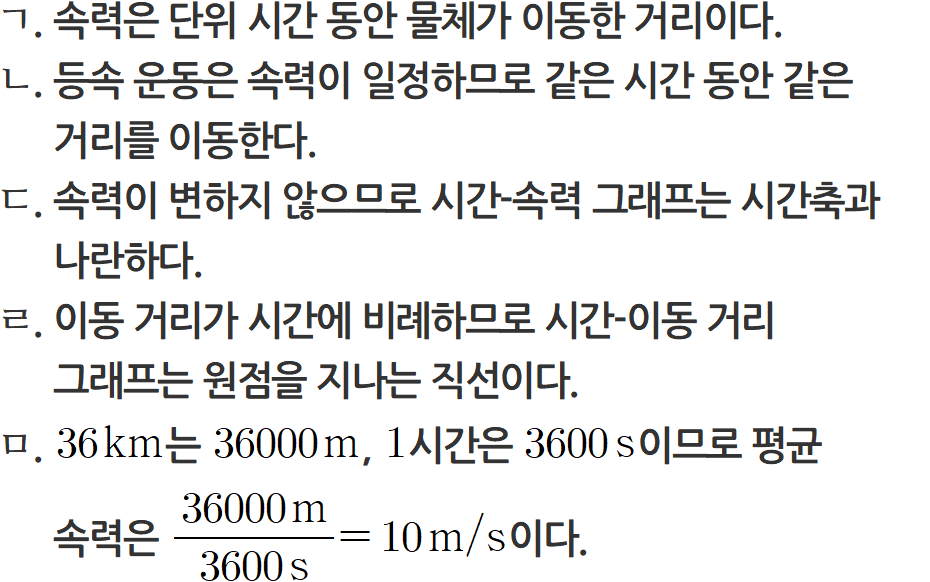 ㄱ. 속력은 단위 시간 동안 물체가 이동한 거리이다.
ㄴ. 등속 운동은 속력이 일정하므로 같은 시간 동안 같은
거리를 이동한다.
ㄷ. 속력이 변하지 않으므로 시간-속력 그래프는 시간축과
나란하다.
ㄹ. 이동 거리가 시간에 비례하므로 시간-이동 거리
그래프는 원점을 지나는 직선이다.
ㅁ. 36 km는 36000 m, 1시간은 3600 s이므로 평균
속력은 36000 m/3600 s = 10 m/s이다.